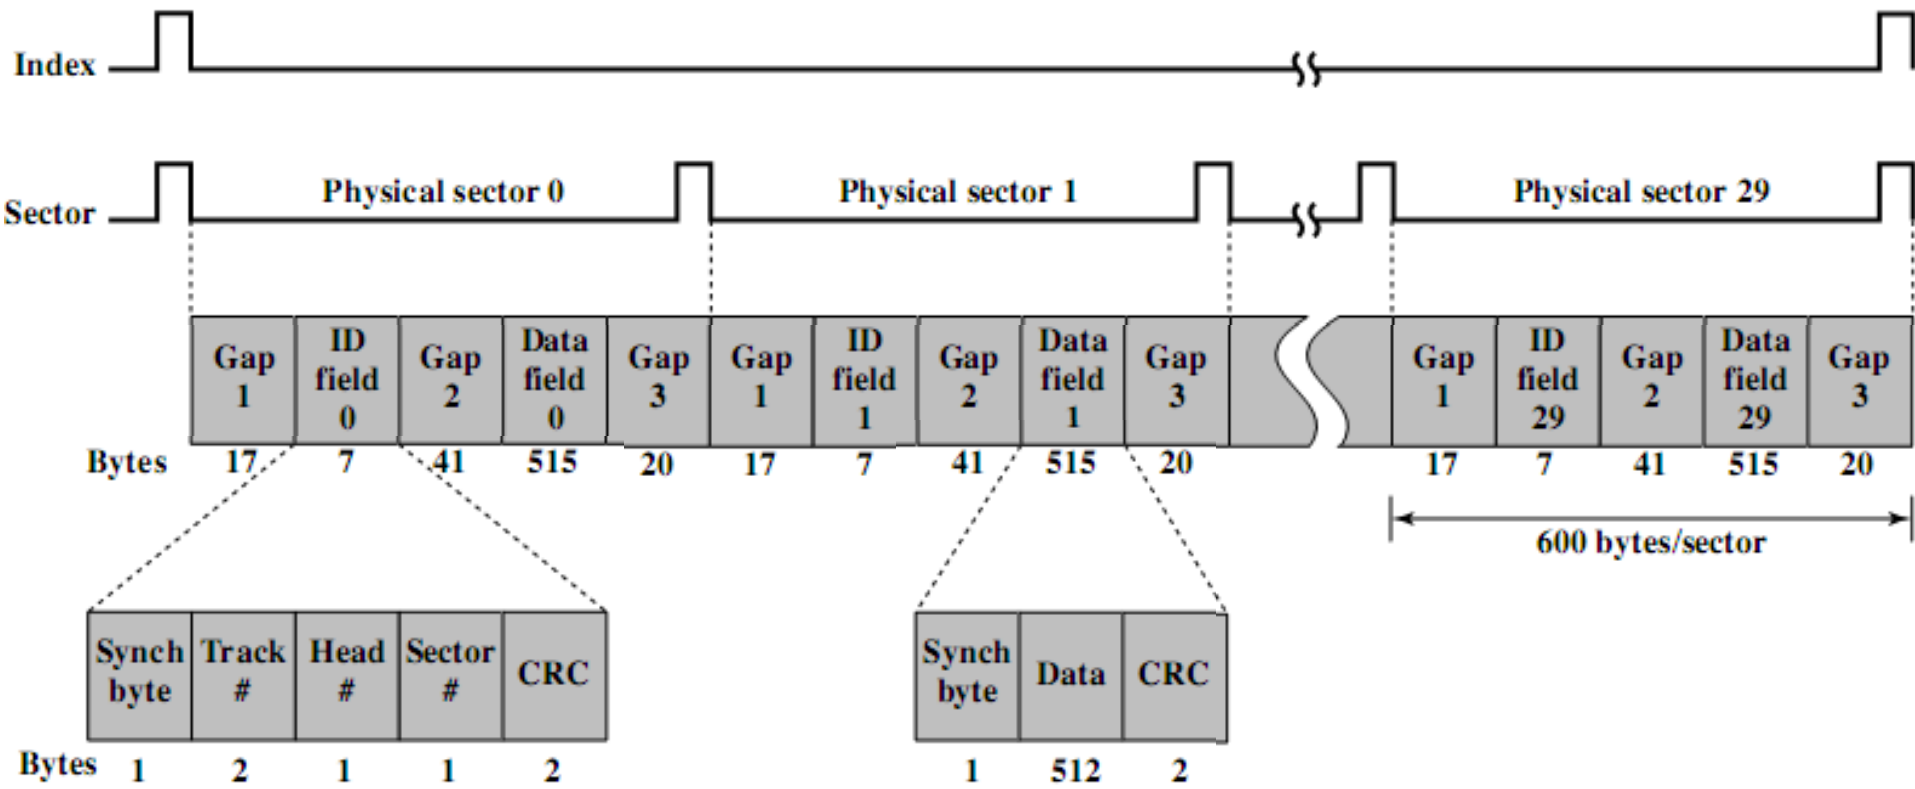 Index
Sector
Physical sector 0
Physical sector 1
Physical sector 29
Gap
1
ID
field
0
Gap
2
Data
field
0
Gap
3
Gap
1
ID
field
1
Gap
2
Data
field
1
Gap
3
Gap
1
ID
field
29
Gap
2
Data
field
29
Gap
3
Bytes 17 7 41 515 20 17 7 41 515 20 17 7 41 515 20
600 bytes/sector
Synch
byte
Track
#
Head
#
Sector
#
CRC
Synch
byte
Data
CRC
Bytes 1 2 1 1 2 1 512 2